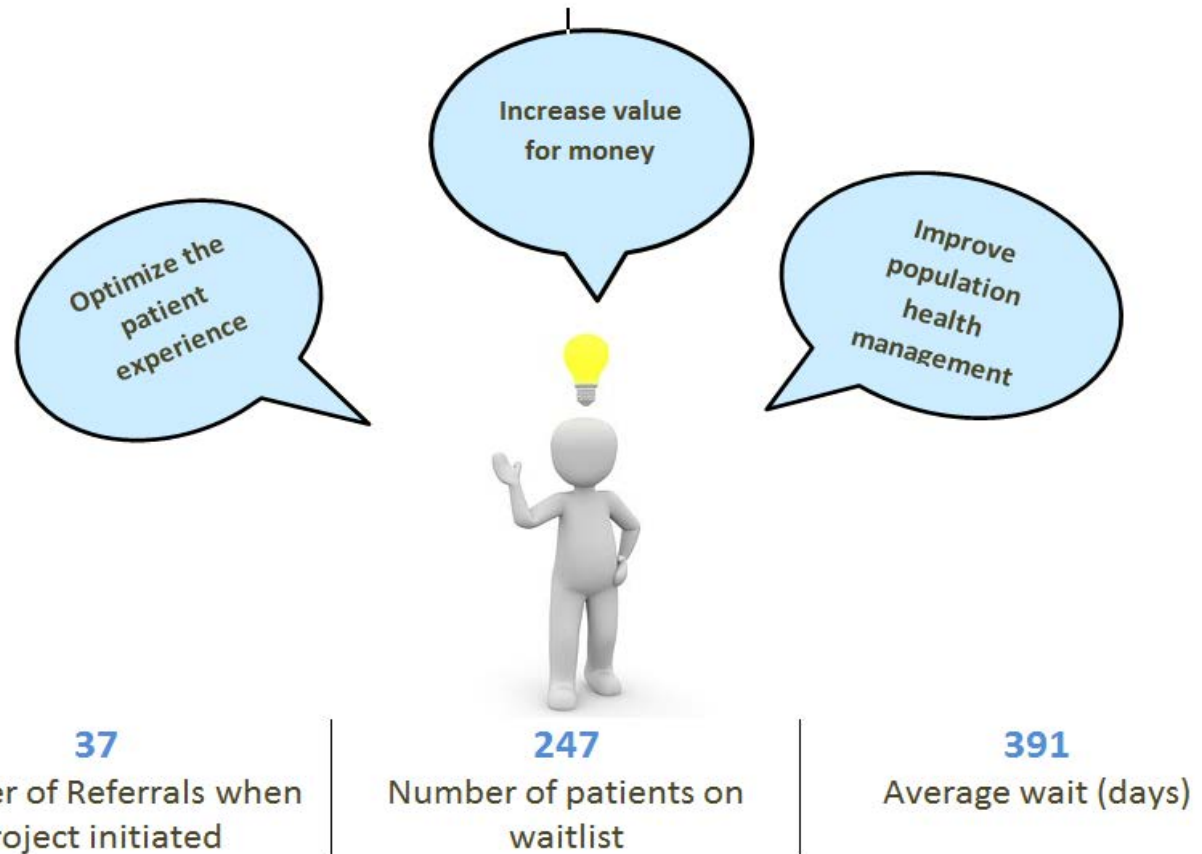 Increase value
for money
Optimize the
patient
experience
Improve
population
health
management
37
er of Referrals when
roject initiated
247
Number of patients on
waitlist
391
Average wait (days)